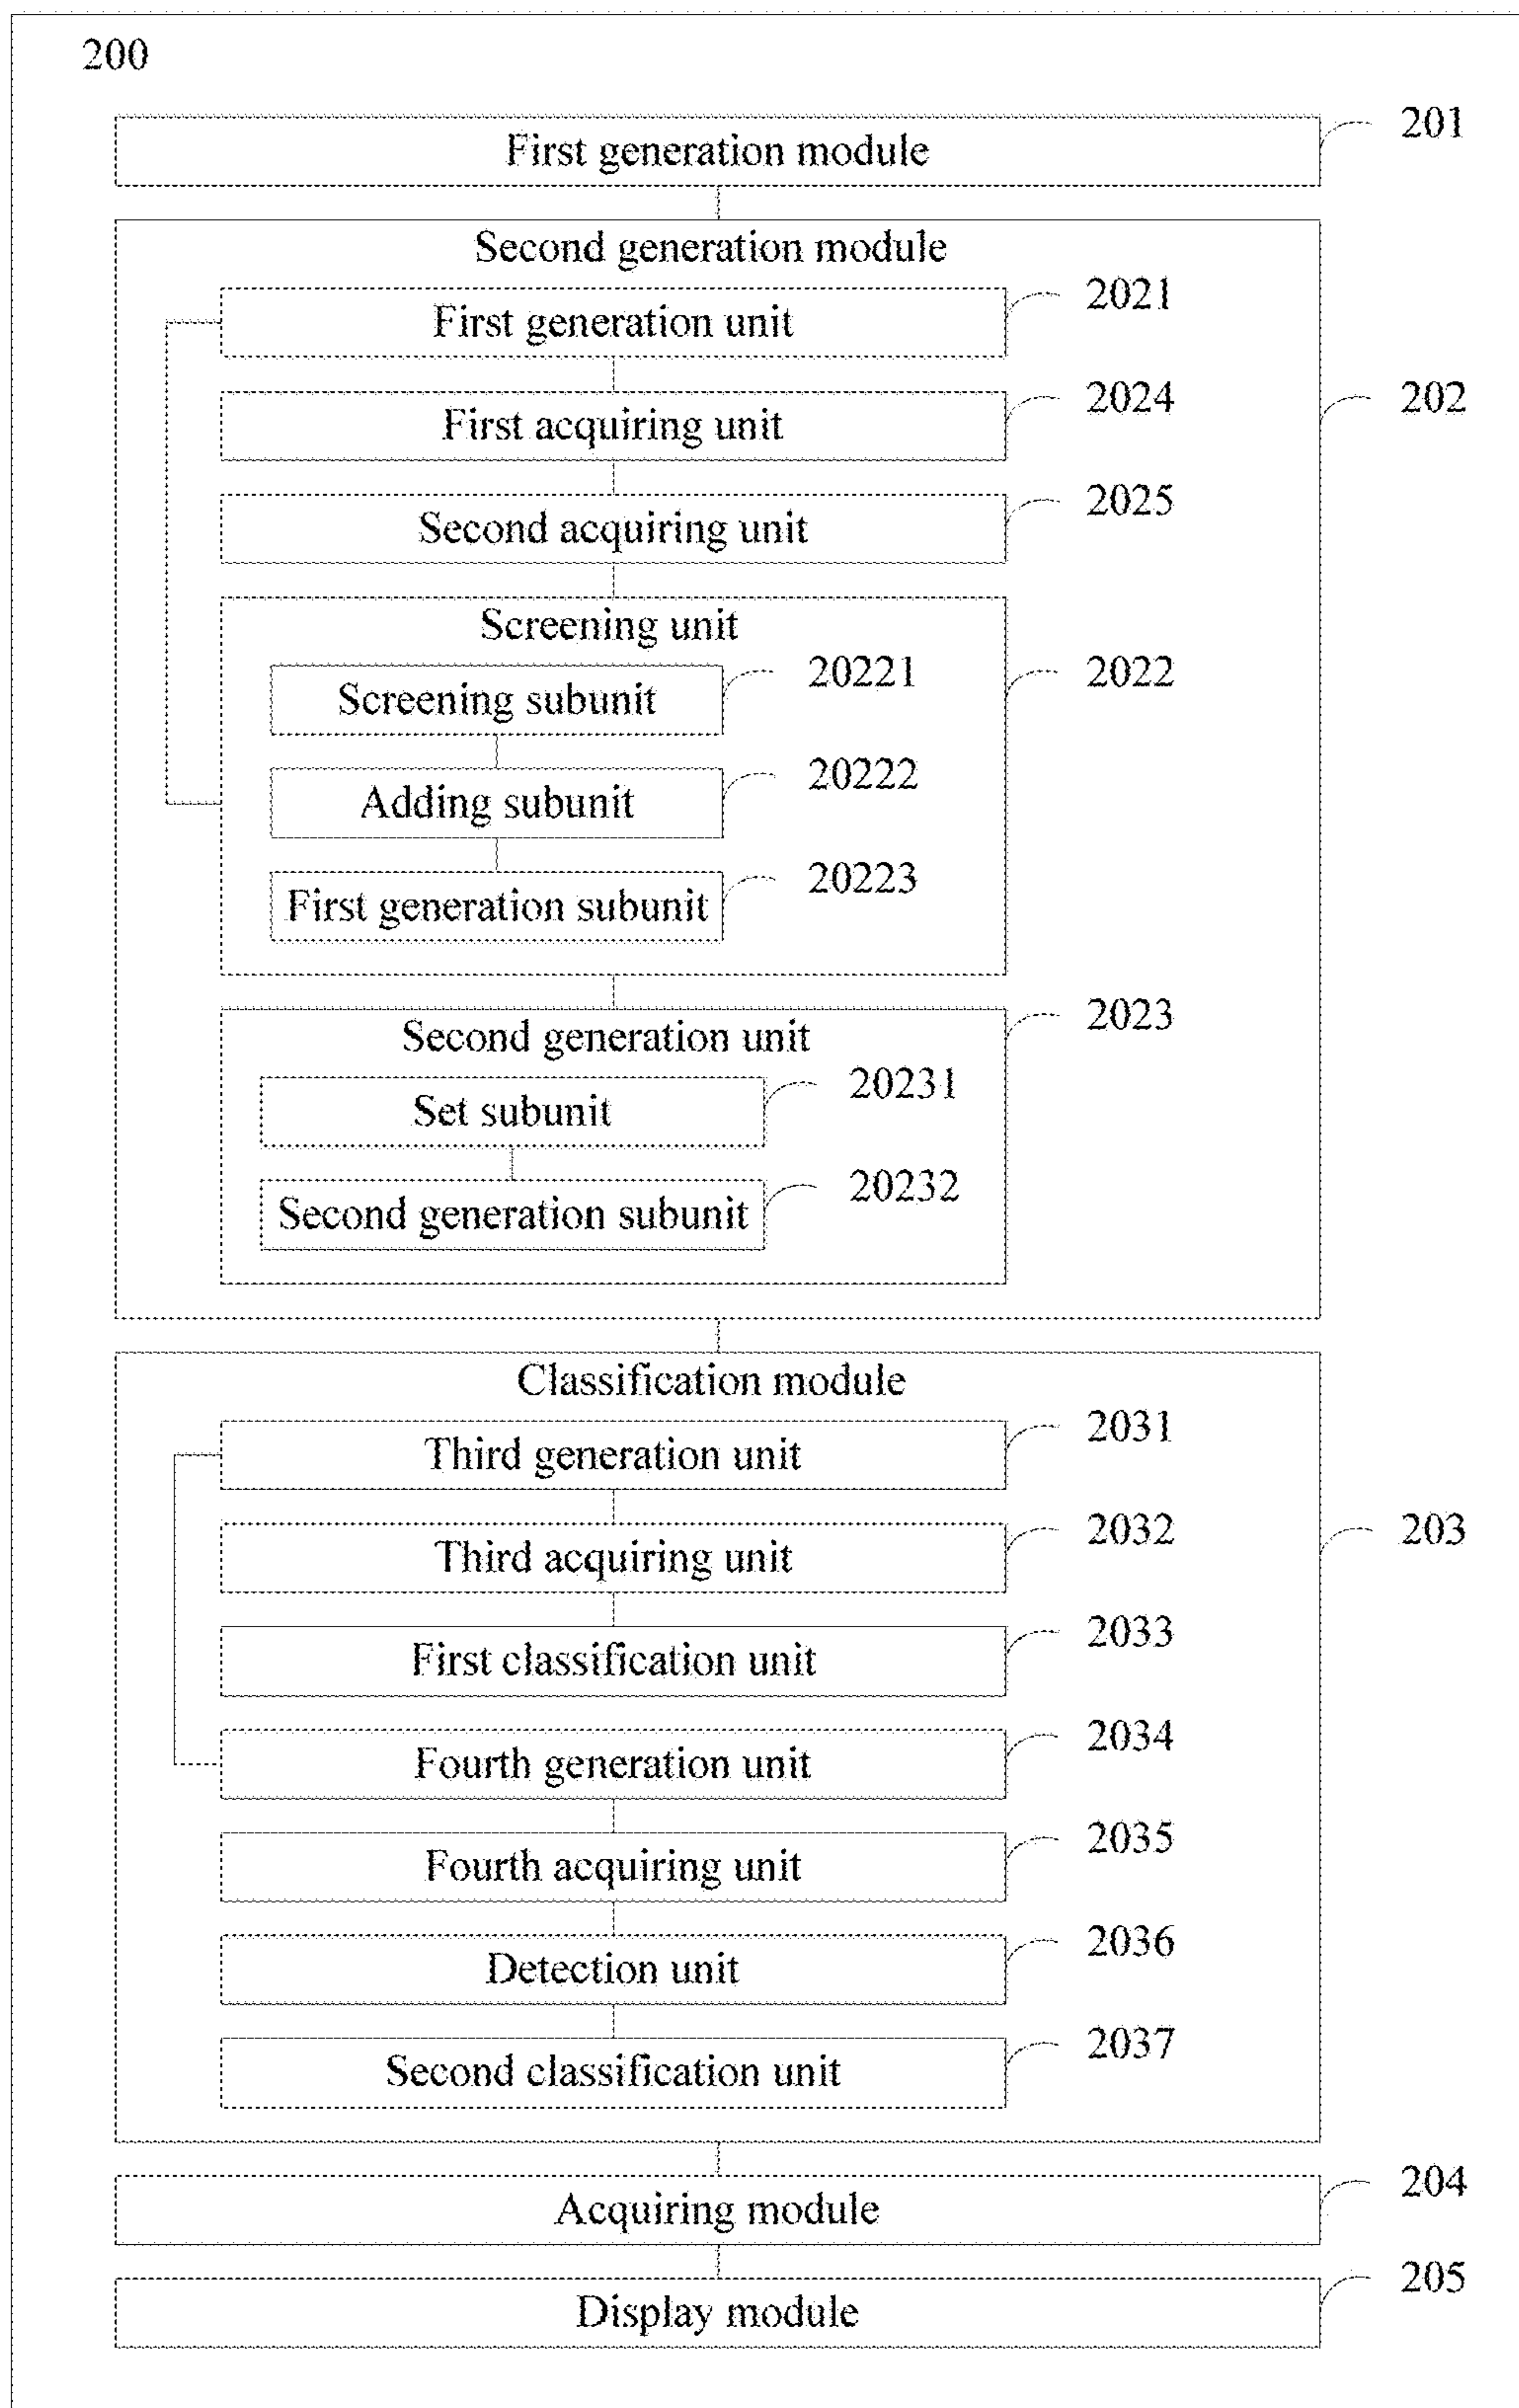 200
First generation module 201
Second generation module
First generation unit 2021
First acquiring unit 2024 202
Second acquiring unit 2025
Screening unit
Screening subunit 20221 2022
Adding subunit 20222
First generation subunit 20223
Second generation unit 2023
Set subunit 20231
Second generation subunit 20232
Classification module
Third generation unit 2031
Third acquiring unit 2032 203
First classification unit 2033
Fourth generation unit 2034
Fourth acquiring unit 2035
Detection unit 2036
Second classification unit 2037
Acquiring module 204
Display module 205